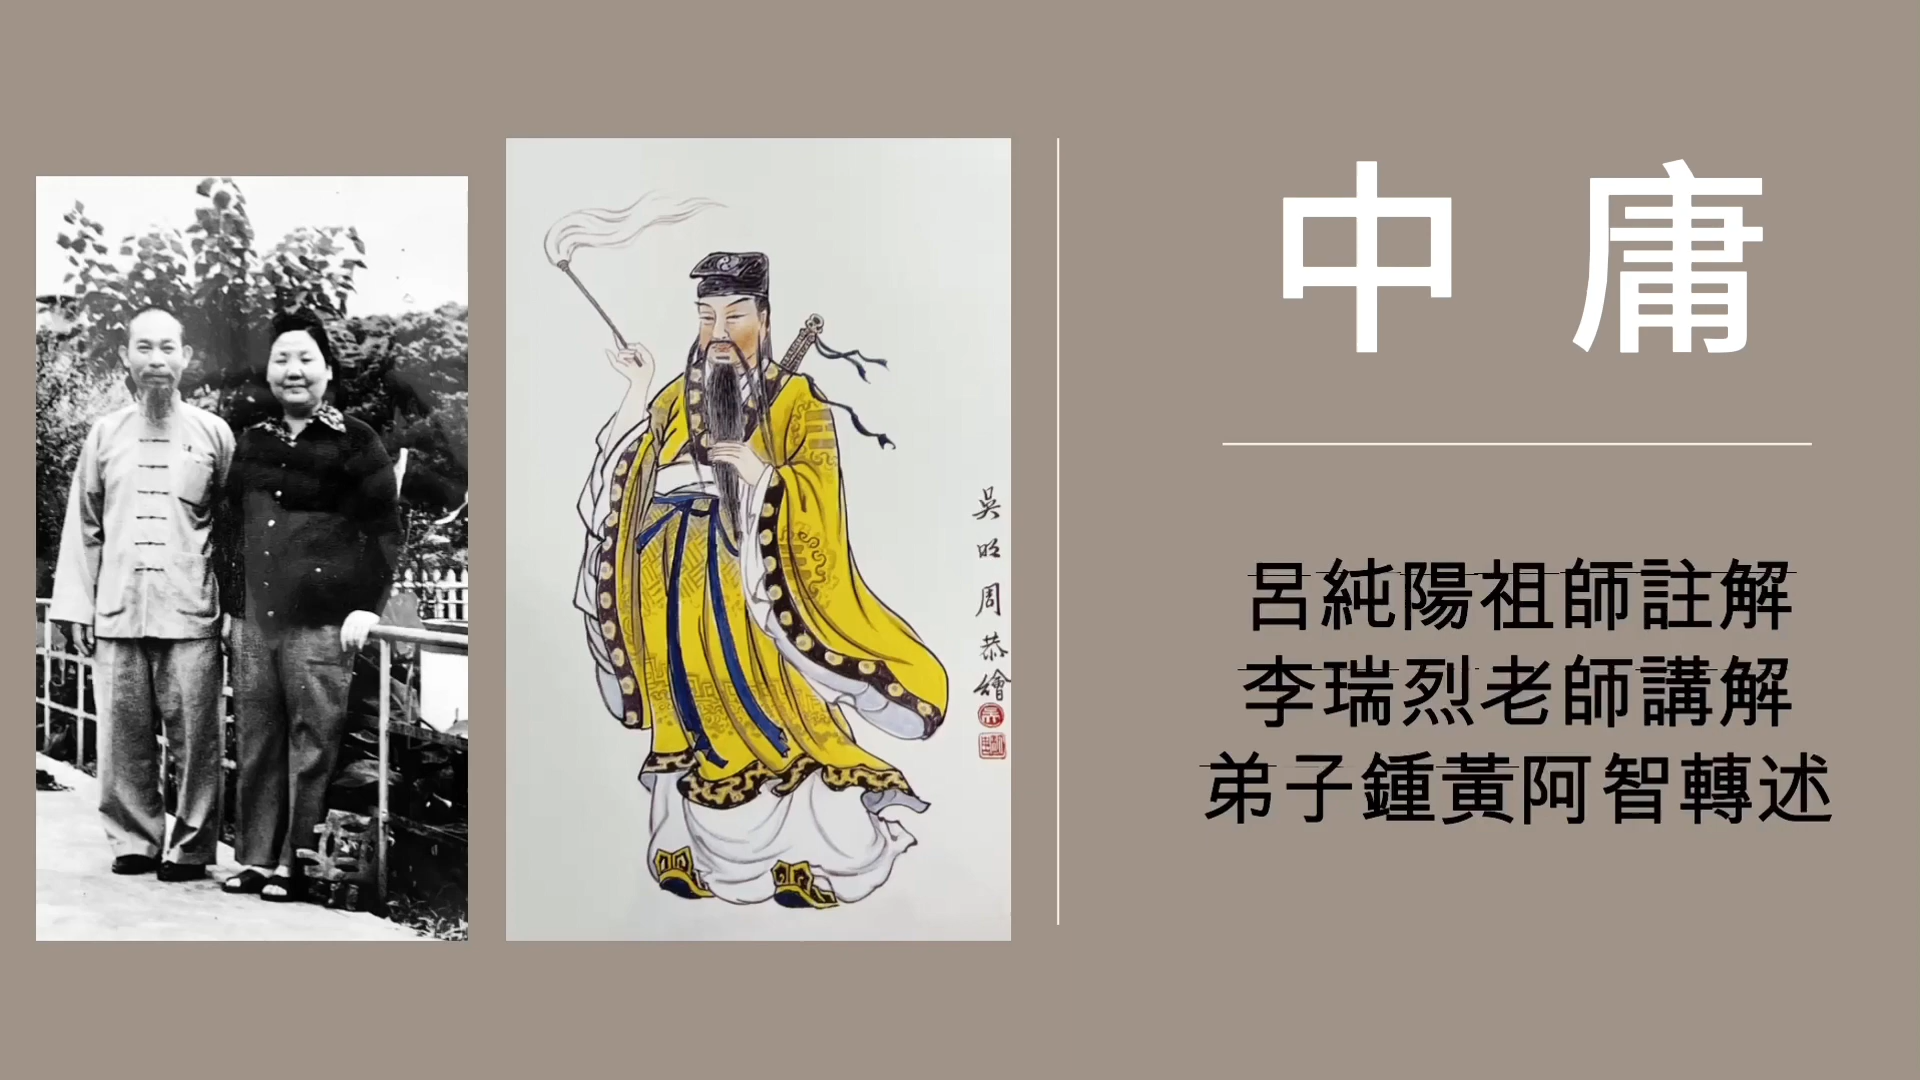 中庸
呂純陽祖師註解
李瑞烈老師講解
弟子鍾黃阿智轉述
吳昭周恭繪